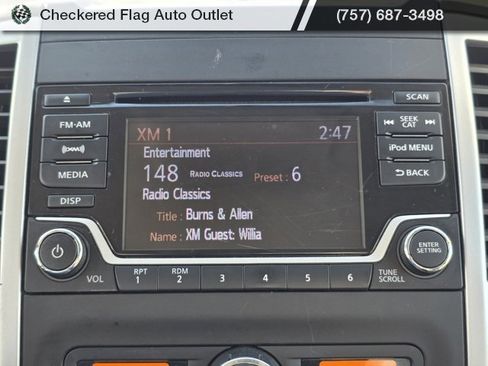 Checkered Flag Auto Outlet (757) 687-3498
SCAN
FM·AM
SEEK
CAT
XM 1 2:47
Entertainment
148 RADIO CLASSICS Preset : 6
Radio Classics
Title : Burns & Allen
Name : XM Guest: Willia
XM
iPod MENU
MEDIA
BACK
DISP
VOL
RPT
1
RDM
2
3
4
5
6
TUNE
SCROLL
ENTER
SETTING